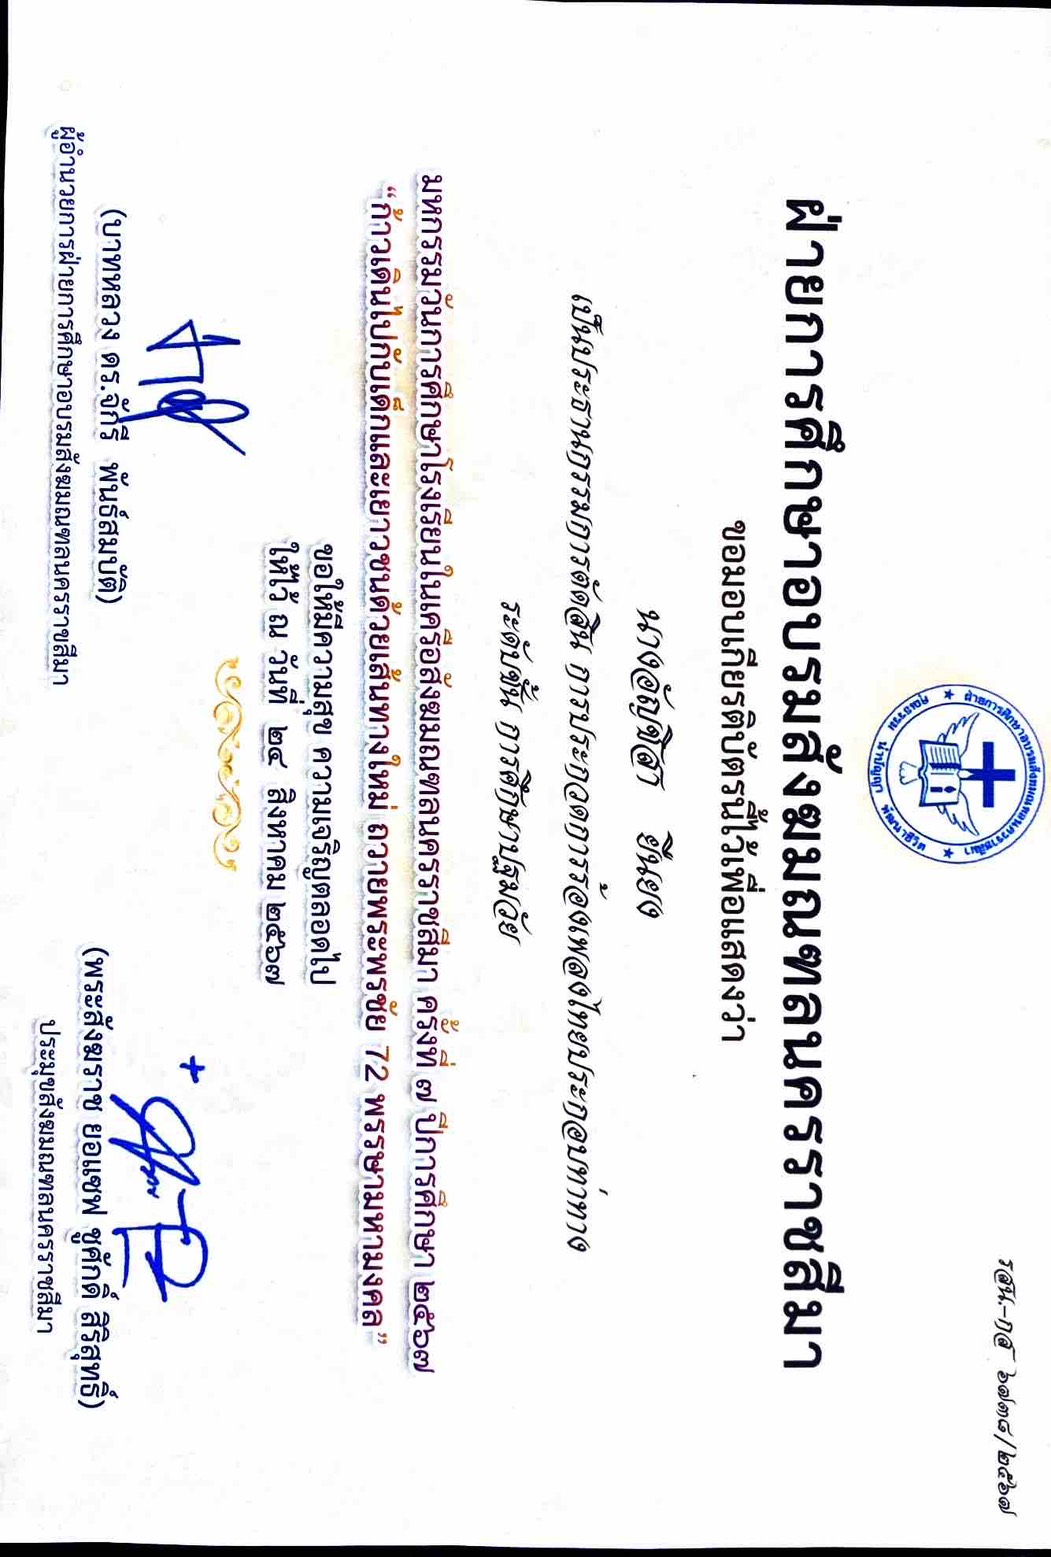 รสน.-กส ๖๗๓๘/๒๕๖๗
ฝ่ายการศึกษาอบรมสังฆมณฑลนครราชสีมา
ขอมอบเกียรติบัตรนี้ไว้เพื่อแสดงว่า
นางอัญชิสา ยืนยง
เป็นประธานกรรมการตัดสิน การประกวดการร้องเพลงไทยประกอบท่าทาง
ระดับชั้น การศึกษาปฐมวัย
มหกรรมวันการศึกษาโรงเรียนในเครือสังฆมณฑลนครราชสีมา ครั้งที่ ๗ ปีการศึกษา ๒๕๖๗
“ก้าวเดินไปกับเด็กและเยาวชนด้วยเส้นทางใหม่ ถวายพระพรชัย 72 พรรษามหามงคล”
ขอให้มีความสุข ความเจริญตลอดไป
ให้ไว้ ณ วันที่ ๒๔ สิงหาคม ๒๕๖๗
(บาทหลวง ดร.จักรี พันธ์สมบัติ)
ผู้อำนวยการฝ่ายการศึกษาอบรมสังฆมณฑลนครราชสีมา
(พระสังฆราช ยอแซฟ ชูศักดิ์ สิริสุทธิ์)
ประมุขสังฆมณฑลนครราชสีมา